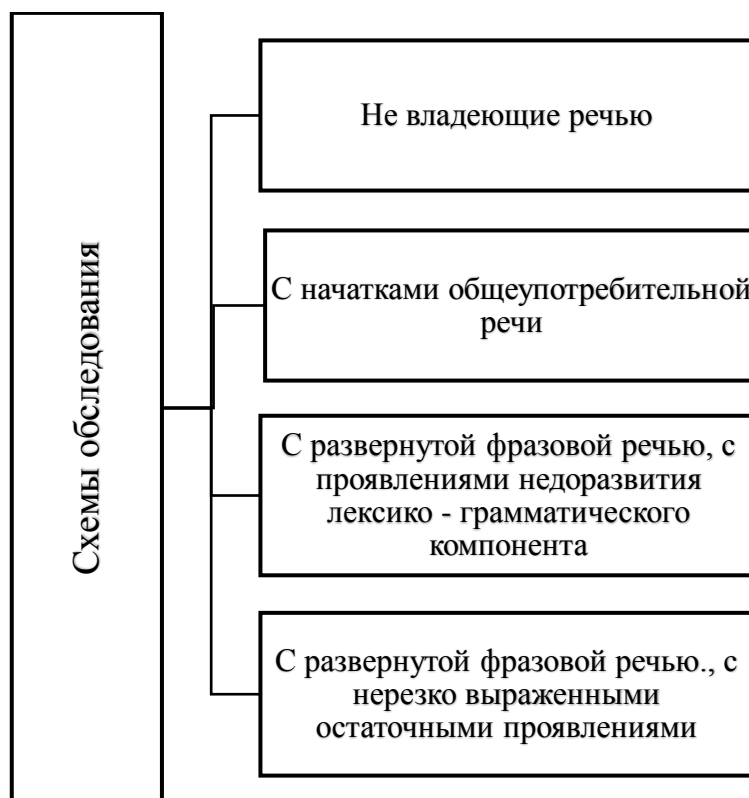 Схемы обследования
Не владеющие речью
С начатками общеупотребительной
речи
С развернутой фразовой речью, с
проявлениями недоразвития
лексико - грамматического
компонента
С развернутой фразовой речью., с
нерезко выраженными
остаточными проявлениями